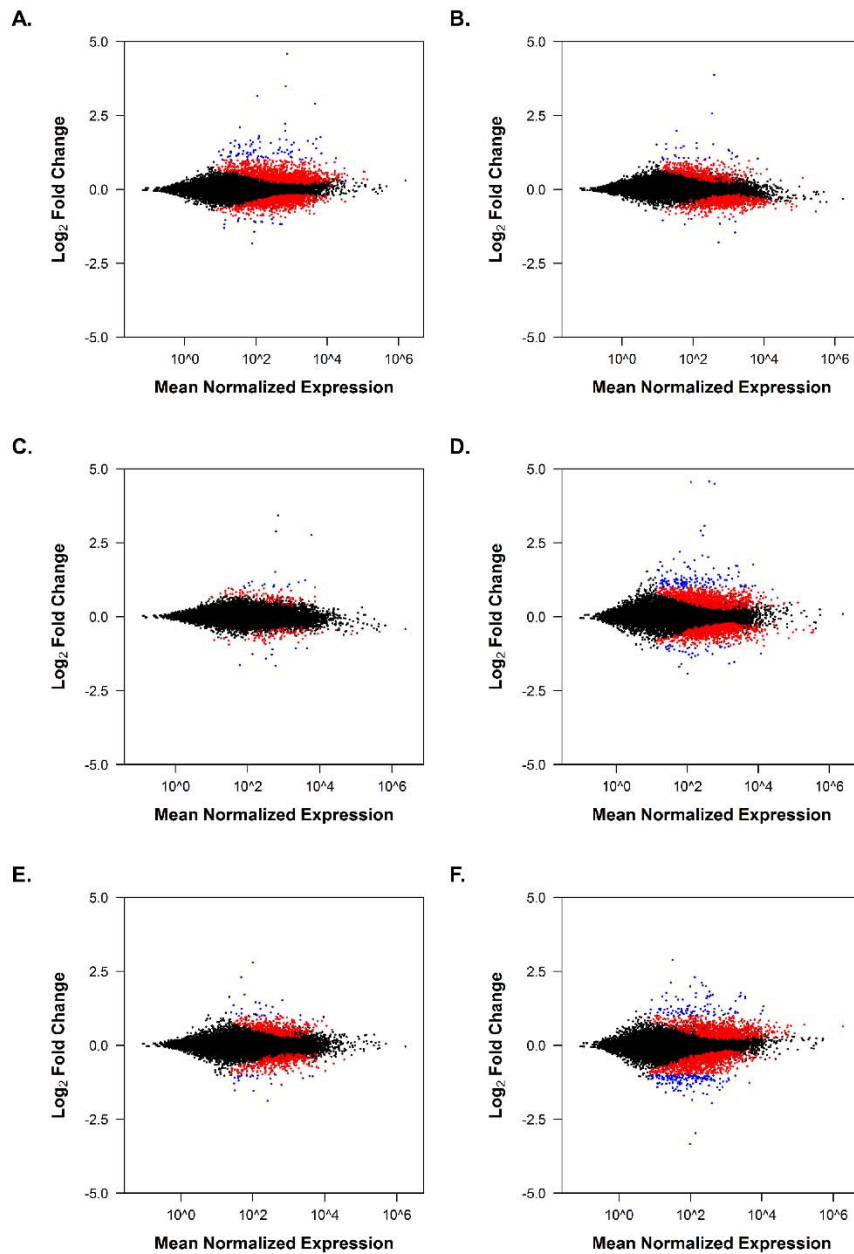 A.
5.0
2.5
0.0
-2.5
-5.0
Log₂ Fold Change
10^0 10^2 10^4 10^6
Mean Normalized Expression
B.
5.0
2.5
0.0
-2.5
-5.0
Log₂ Fold Change
10^0 10^2 10^4 10^6
Mean Normalized Expression
C.
5.0
2.5
0.0
-2.5
-5.0
Log₂ Fold Change
10^0 10^2 10^4 10^6
Mean Normalized Expression
D.
5.0
2.5
0.0
-2.5
-5.0
Log₂ Fold Change
10^0 10^2 10^4 10^6
Mean Normalized Expression
E.
5.0
2.5
0.0
-2.5
-5.0
Log₂ Fold Change
10^0 10^2 10^4 10^6
Mean Normalized Expression
F.
5.0
2.5
0.0
-2.5
-5.0
Log₂ Fold Change
10^0 10^2 10^4 10^6
Mean Normalized Expression